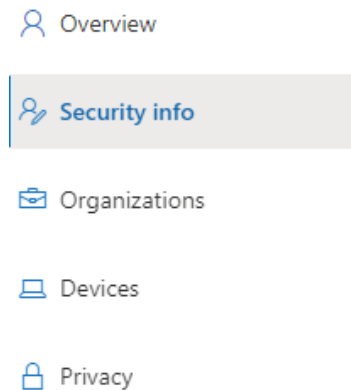 Overview
Security info
Organizations
Devices
Privacy